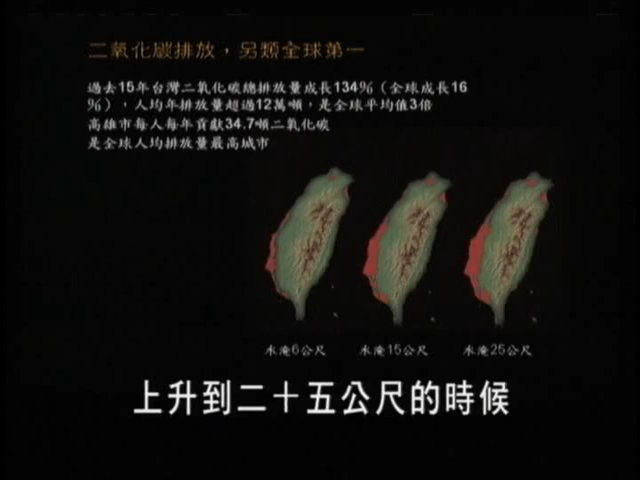 二氧化碳排放，另類全球第一
過去15年台灣二氧化碳總排放量成長134%（全球成長16
%），人均年排放量超過12萬噸，是全球平均值3倍
高雄市每人每年貢獻34.7噸二氧化碳
是全球人均排放量最高城市
水淹6公尺
水淹15公尺
水淹25公尺
上升到二十五公尺的時候